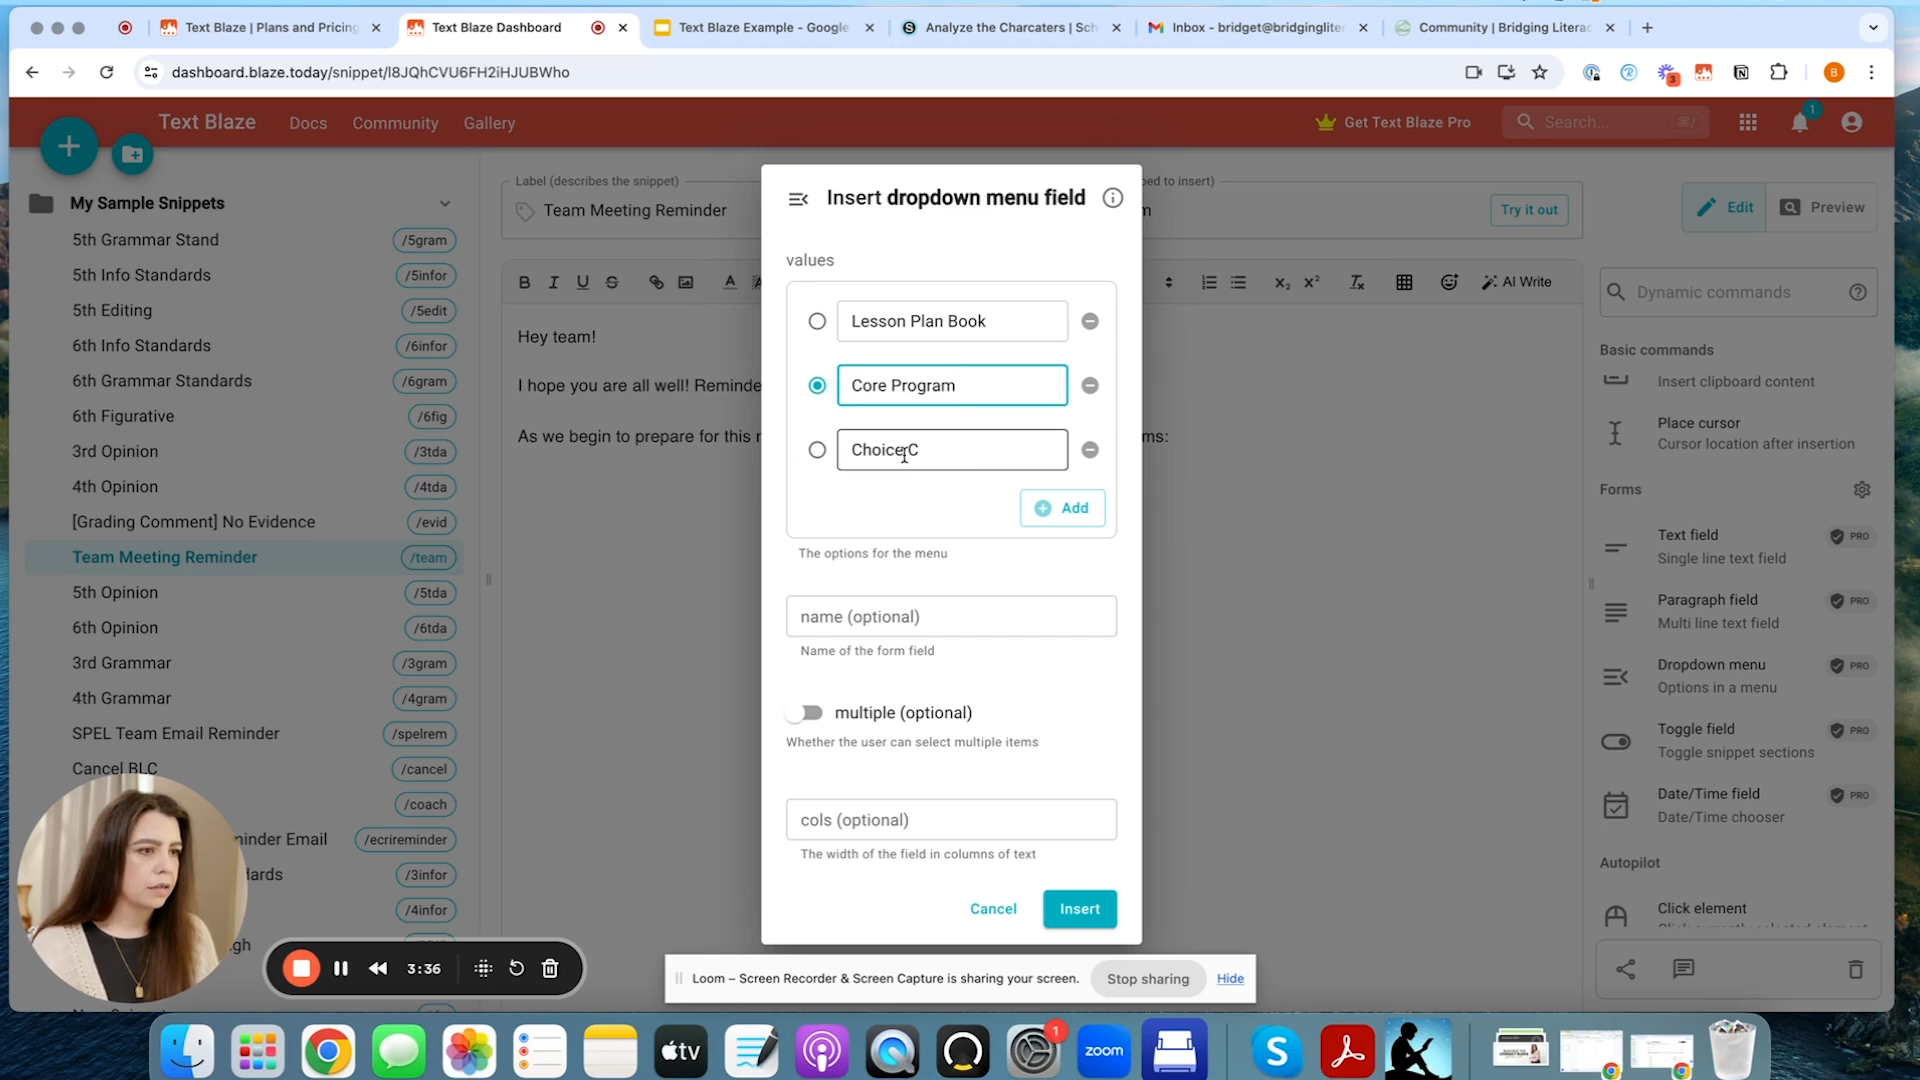 Text Blaze | Plans and Pricing
Text Blaze Dashboard
Text Blaze Example - Google
Analyze the Charcaters | Sch
Inbox - bridget@bridginglite
Community | Bridging Literac
dashboard.blaze.today/snippet/l8JQhCVU6FH2iHJUBWho
3
B
Text Blaze
Docs
Community
Gallery
Get Text Blaze Pro
Search...
⌘/
1
My Sample Snippets
5th Grammar Stand /5gram
5th Info Standards /5infor
5th Editing /5edit
6th Info Standards /6infor
6th Grammar Standards /6gram
6th Figurative /6fig
3rd Opinion /3tda
4th Opinion /4tda
[Grading Comment] No Evidence /evid
Team Meeting Reminder /team
5th Opinion /5tda
6th Opinion /6tda
3rd Grammar /3gram
4th Grammar /4gram
SPEL Team Email Reminder /spelrem
Cancel BLC /cancel
/coach
inder Email /ecrireminder
dards /3infor
/4infor
gh
3:36
Label (describes the snippet)
Team Meeting Reminder
ped to insert)
m
Try it out
Edit
Preview
B I U S A AI Write
Hey team!
I hope you are all well! Reminde
As we begin to prepare for this ms:
Insert dropdown menu field
values
Lesson Plan Book
Core Program
Choice C
Add
The options for the menu
name (optional)
Name of the form field
multiple (optional)
Whether the user can select multiple items
cols (optional)
The width of the field in columns of text
Cancel
Insert
Dynamic commands
Basic commands
Insert clipboard content
Place cursor
Cursor location after insertion
Forms
Text field PRO
Single line text field
Paragraph field PRO
Multi line text field
Dropdown menu PRO
Options in a menu
Toggle field PRO
Toggle snippet sections
Date/Time field PRO
Date/Time chooser
Autopilot
Click element
Loom – Screen Recorder & Screen Capture is sharing your screen.
Stop sharing
Hide
tv
1
zoom
S